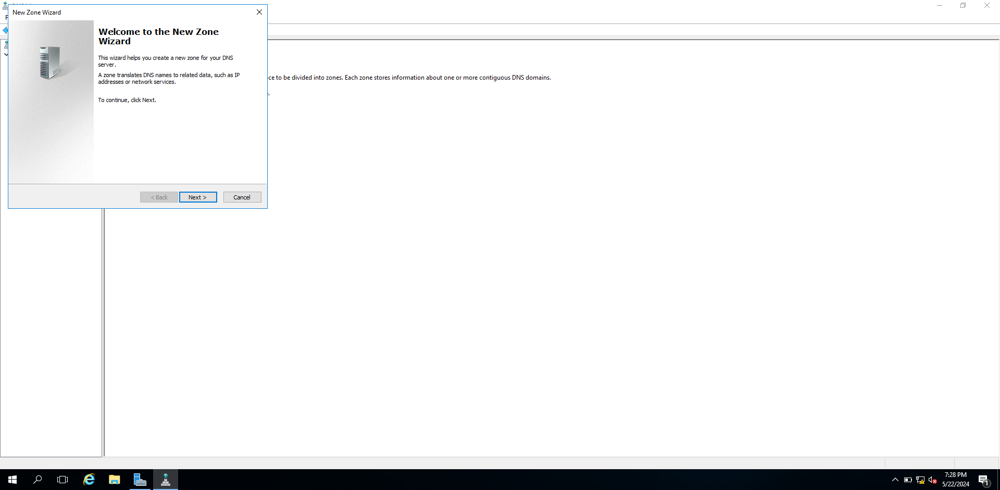 New Zone Wizard
Welcome to the New Zone
Wizard
This wizard helps you create a new zone for your DNS
server.
A zone translates DNS names to related data, such as IP
addresses or network services.
ce to be divided into zones. Each zone stores information about one or more contiguous DNS domains.
To continue, click Next.
< Back
Next >
Cancel
7:28 PM
5/22/2024
1